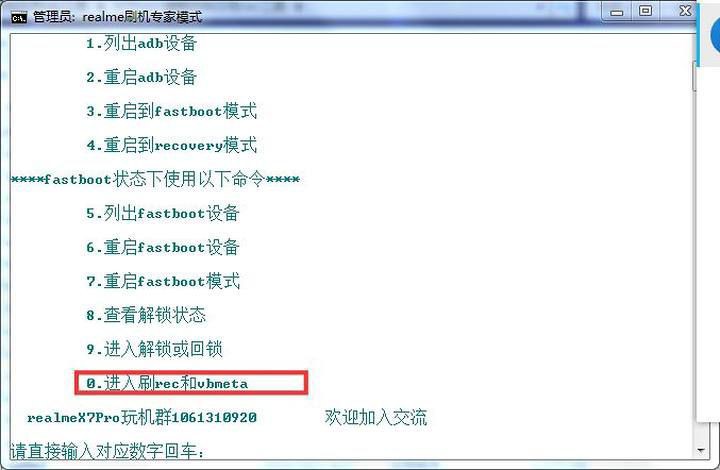 管理员: realme刷机专家模式
1.列出adb设备
2.重启adb设备
3.重启到fastboot模式
4.重启到recovery模式
****fastboot状态下使用以下命令****
5.列出fastboot设备
6.重启fastboot设备
7.重启fastboot模式
8.查看解锁状态
9.进入解锁或回锁
0.进入刷rec和vbmeta
realmeX7Pro玩机群1061310920 欢迎加入交流
请直接输入对应数字回车: